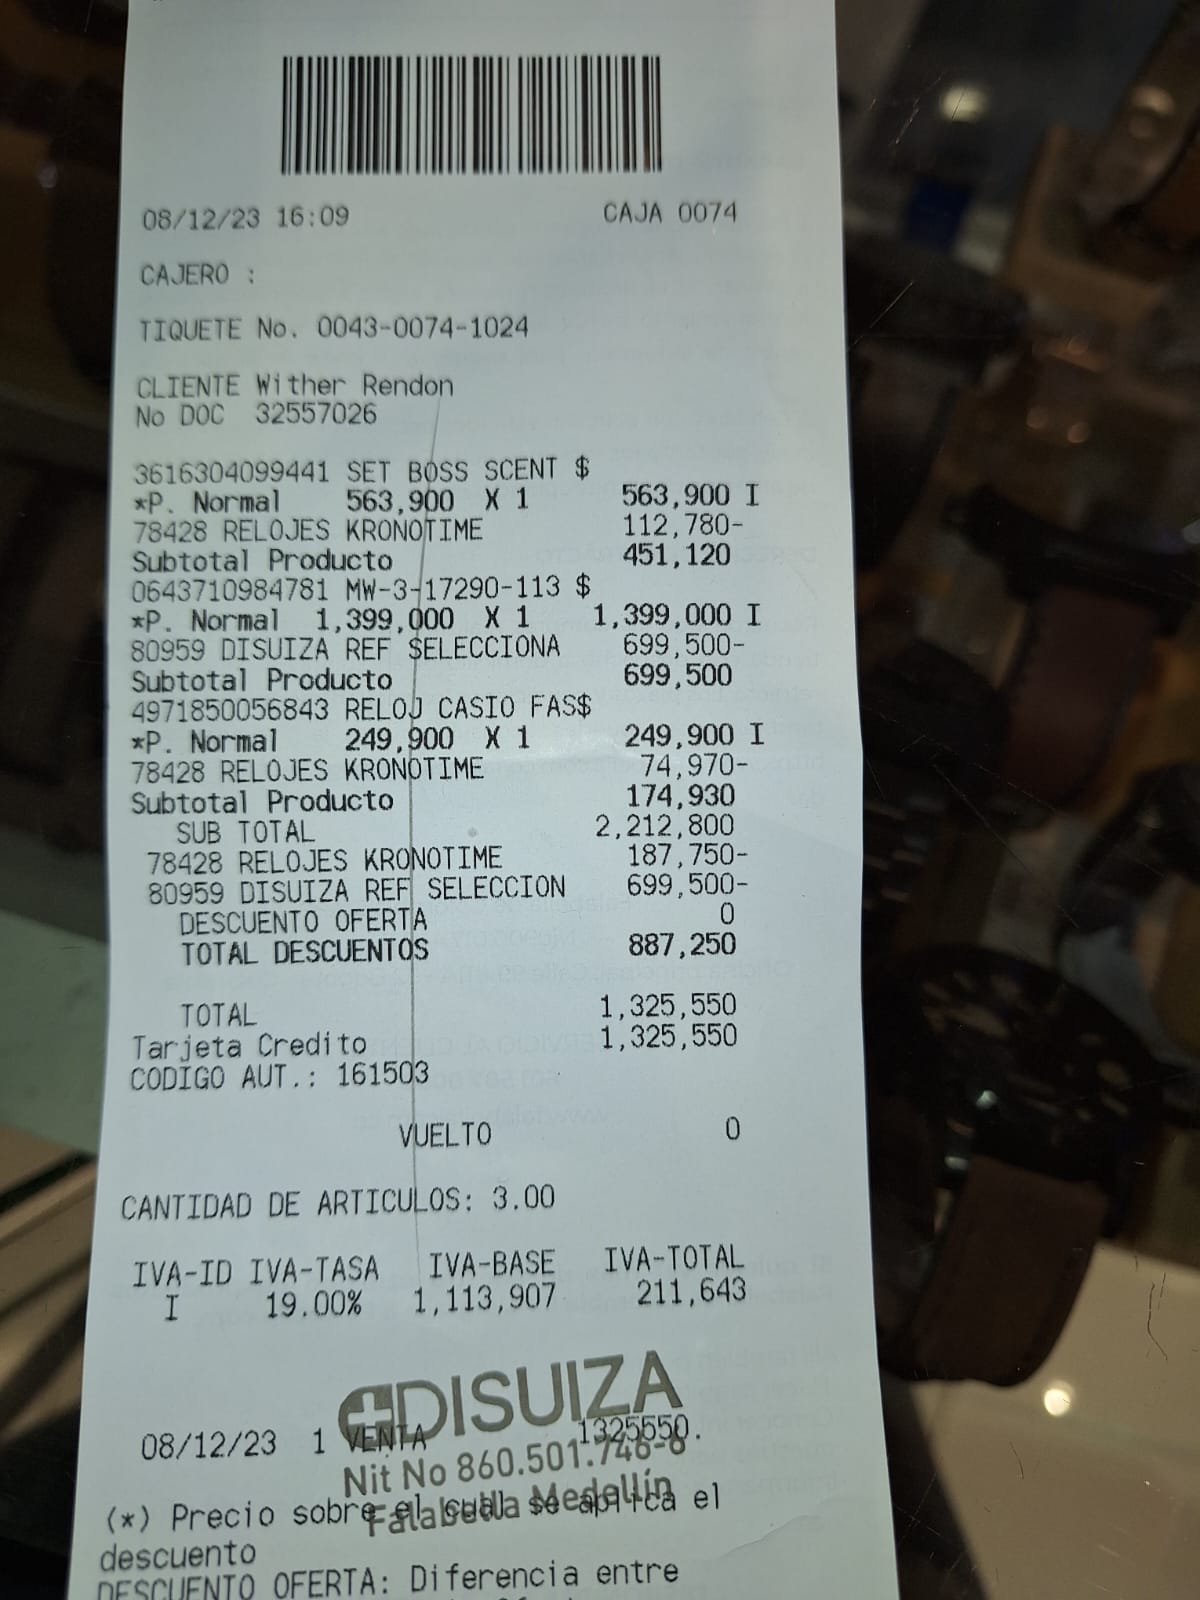 08/12/23 16:09 CAJA 0074
CAJERO :
TIQUETE No. 0043-0074-1024
CLIENTE Wither Rendon
No DOC 32557026
3616304099441 SET BOSS SCENT $
*P. Normal 563,900 X 1 563,900 I
78428 RELOJES KRONOTIME 112,780-
Subtotal Producto 451,120
0643710984781 MW-3-17290-113 $
*P. Normal 1,399,000 X 1 1,399,000 I
80959 DISUIZA REF SELECCIONA 699,500-
Subtotal Producto 699,500
4971850056843 RELOJ CASIO FAS$
*P. Normal 249,900 X 1 249,900 I
78428 RELOJES KRONOTIME 74,970-
Subtotal Producto 174,930
SUB TOTAL 2,212,800
78428 RELOJES KRONOTIME 187,750-
80959 DISUIZA REF SELECCION 699,500-
DESCUENTO OFERTA 0
TOTAL DESCUENTOS 887,250
TOTAL 1,325,550
Tarjeta Credito 1,325,550
CODIGO AUT.: 161503
VUELTO 0
CANTIDAD DE ARTICULOS: 3.00
IVA-ID IVA-TASA IVA-BASE IVA-TOTAL
I 19.00% 1,113,907 211,643
DISUIZA
08/12/23 1 VENTA 1325550.
Nit No 860.501.746-6
(*) Precio sobre el cual se aplica el
Falabella Medellín
descuento
DESCUENTO OFERTA: Diferencia entre